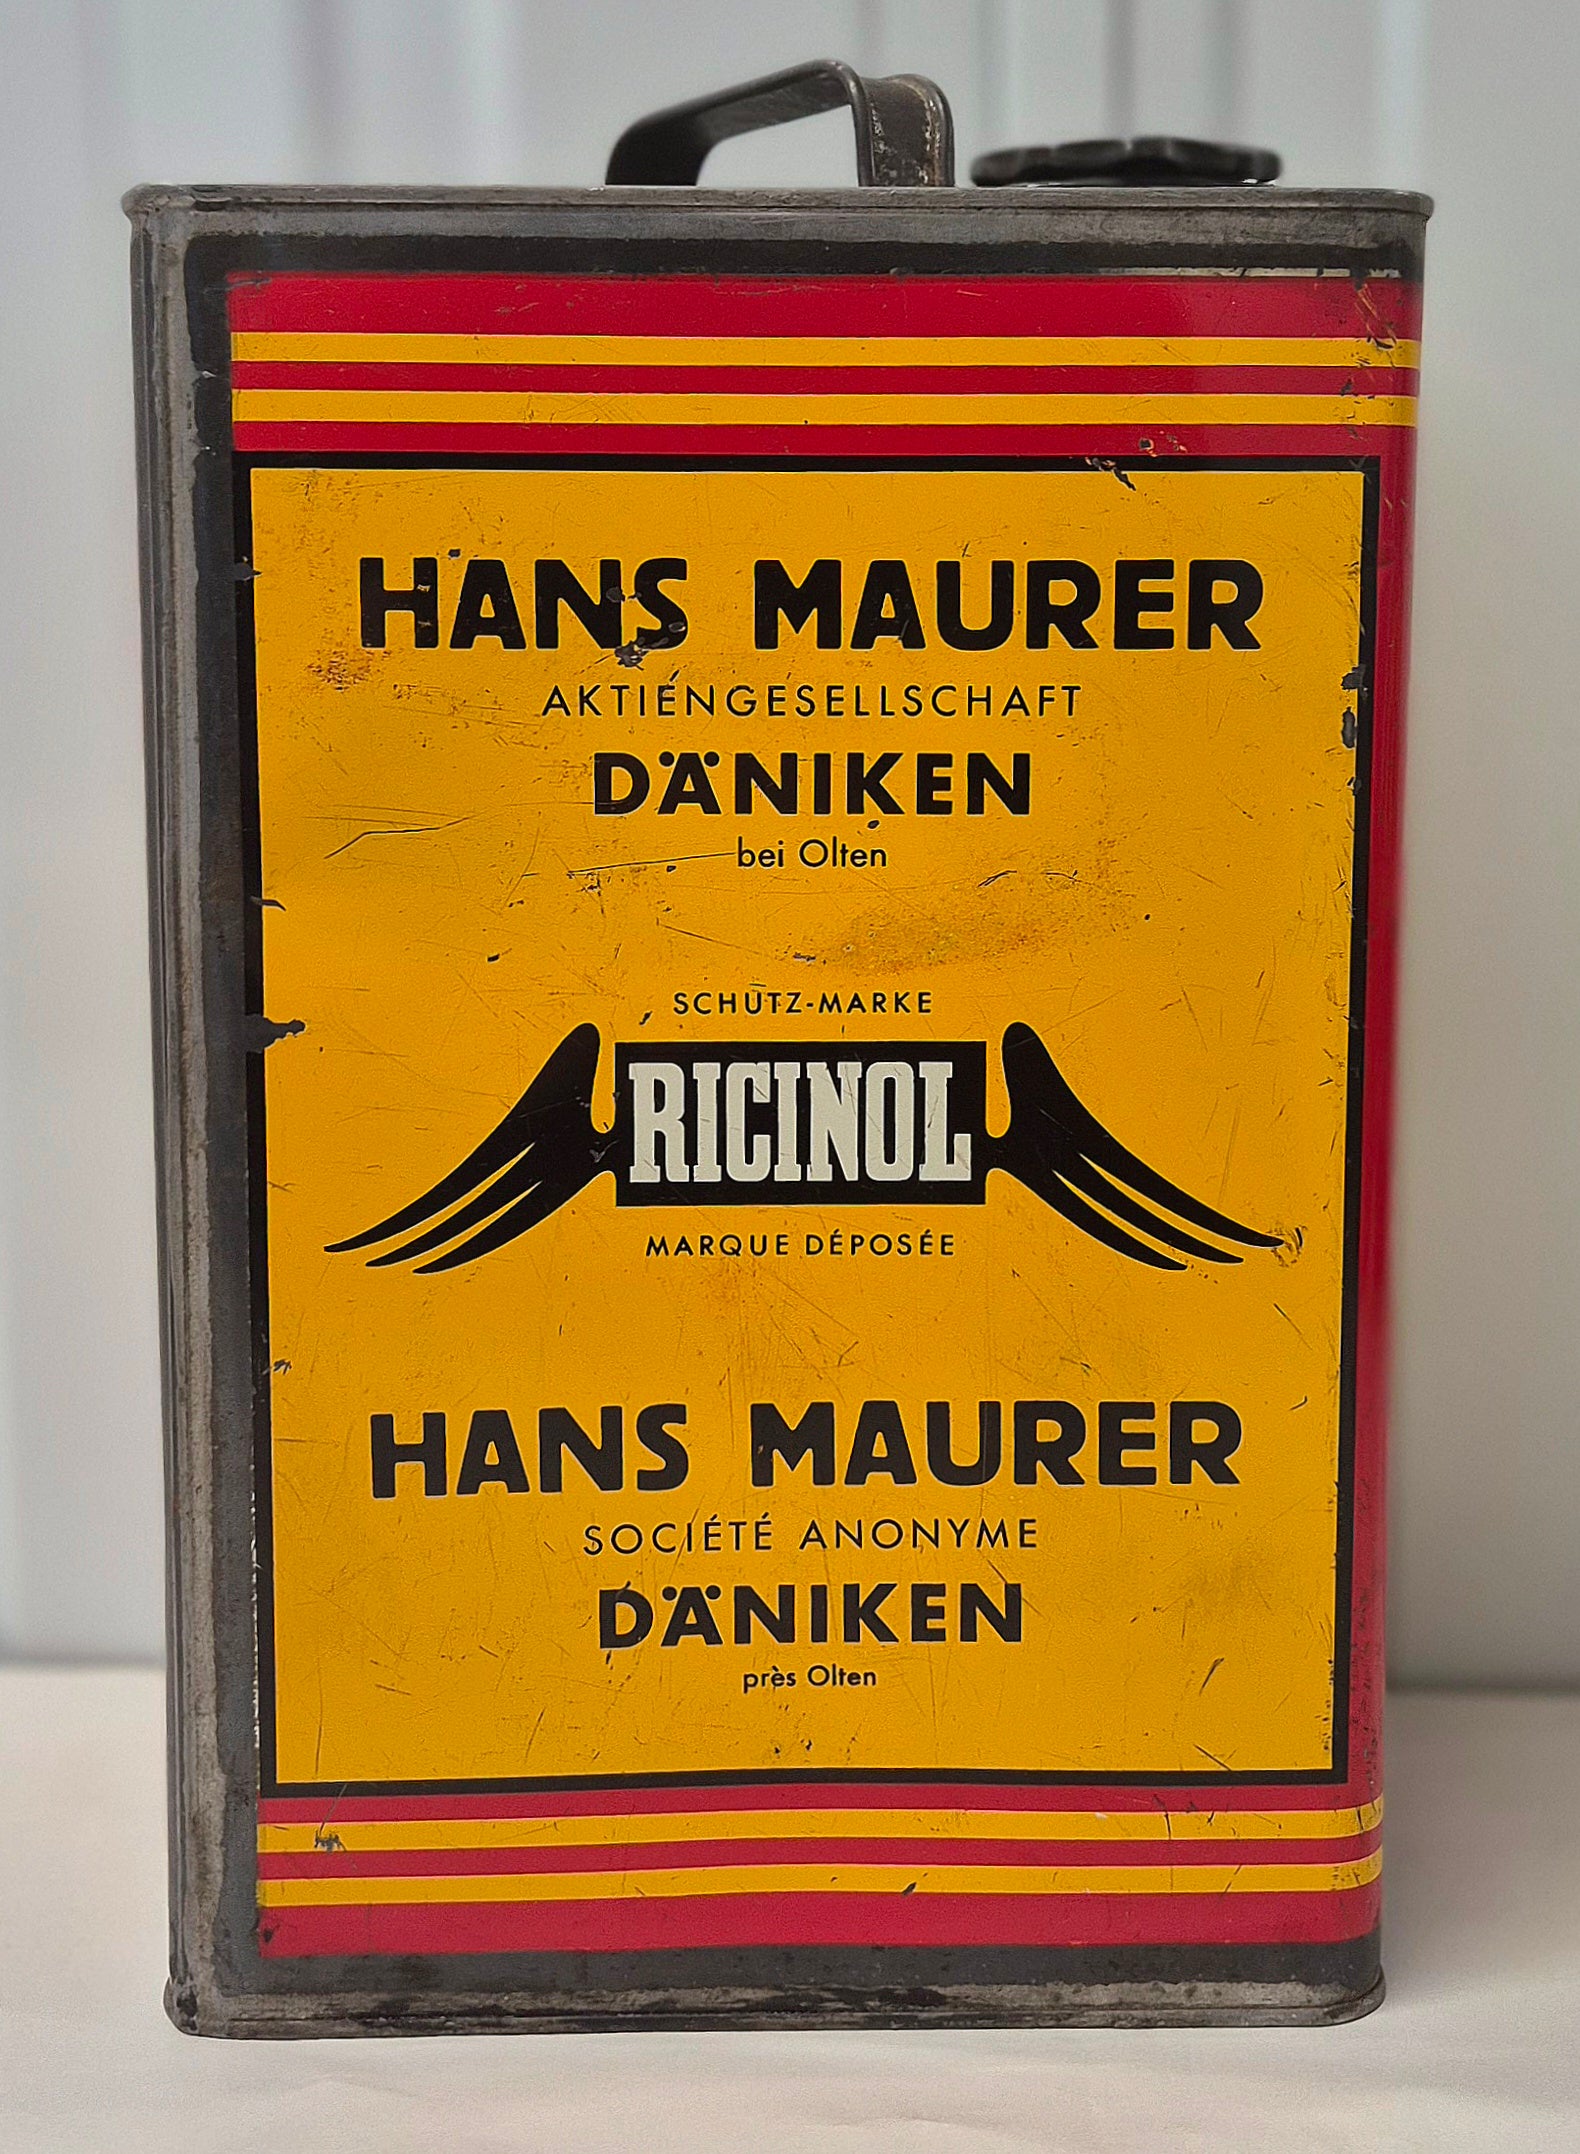 HANS MAURER
AKTIENGESELLSCHAFT
DÄNIKEN
bei Olten
SCHUTZ-MARKE
RICINOL
MARQUE DÉPOSÉE
HANS MAURER
SOCIÉTÉ ANONYME
DÄNIKEN
près Olten